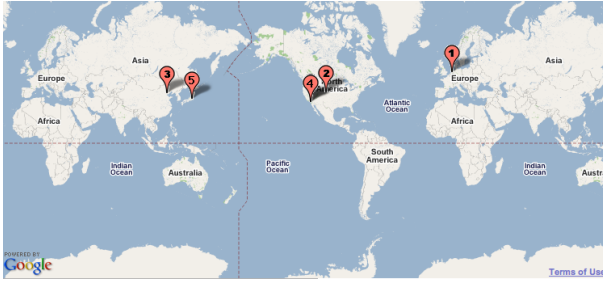 Asia
Europe
Africa
Indian
Ocean
Australia
3
5
Pacific
Ocean
4
2
North
America
Atlantic
Ocean
South
America
1
Europe
Asia
Africa
Indian
Ocean
Austr
POWERED BY
Google
Terms of Use